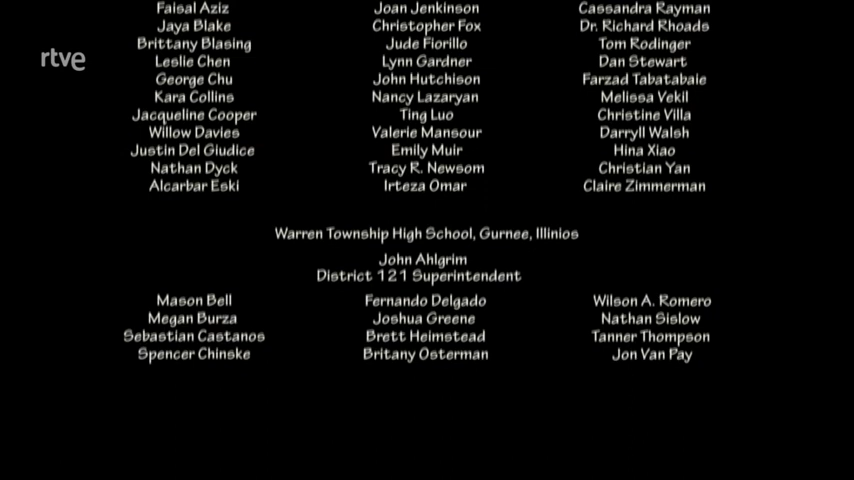 Faisal Aziz Joan Jenkinson Cassandra Rayman
Jaya Blake Christopher Fox Dr. Richard Rhoads
Brittany Blasing Jude Fiorillo Tom Rodinger
rtve
Leslie Chen Lynn Gardner Dan Stewart
George Chu John Hutchison Farzad Tabatabaie
Kara Collins Nancy Lazaryan Melissa Vekil
Jacqueline Cooper Ting Luo Christine Villa
Willow Davies Valerie Mansour Darryll Walsh
Justin Del Giudice Emily Muir Hina Xiao
Nathan Dyck Tracy R. Newsom Christian Yan
Alcarbar Eski Irteza Omar Claire Zimmerman
Warren Township High School, Gurnee, Illinios
John Ahlgrim
District 121 Superintendent
Mason Bell Fernando Delgado Wilson A. Romero
Megan Burza Joshua Greene Nathan Sislow
Sebastian Castanos Brett Heimstead Tanner Thompson
Spencer Chinske Britany Osterman Jon Van Pay